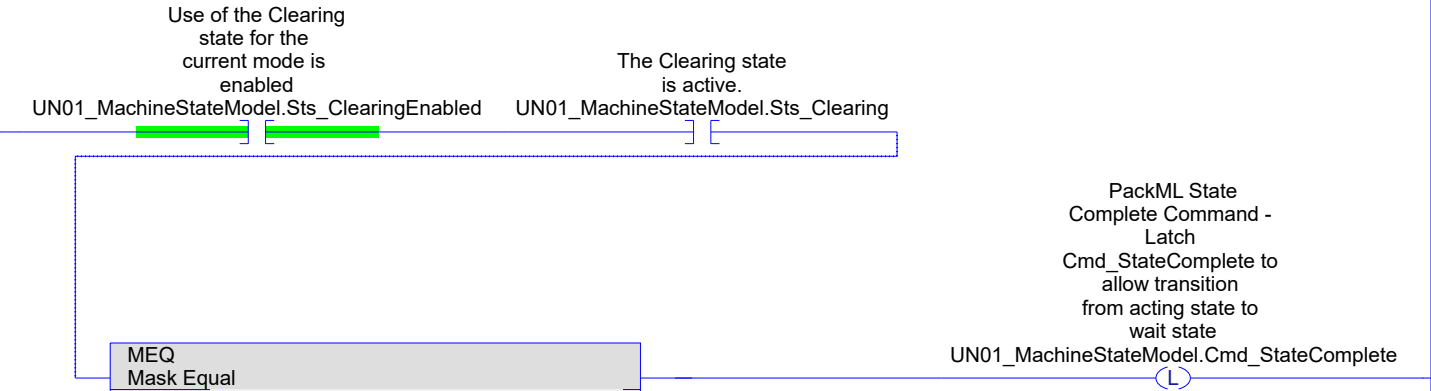 Use of the Clearing
state for the
current mode is
enabled
UN01_MachineStateModel.Sts_ClearingEnabled
The Clearing state
is active.
UN01_MachineStateModel.Sts_Clearing
PackML State
Complete Command -
Latch
Cmd_StateComplete to
allow transition
from acting state to
wait state
UN01_MachineStateModel.Cmd_StateComplete
L
MEQ
Mask Equal